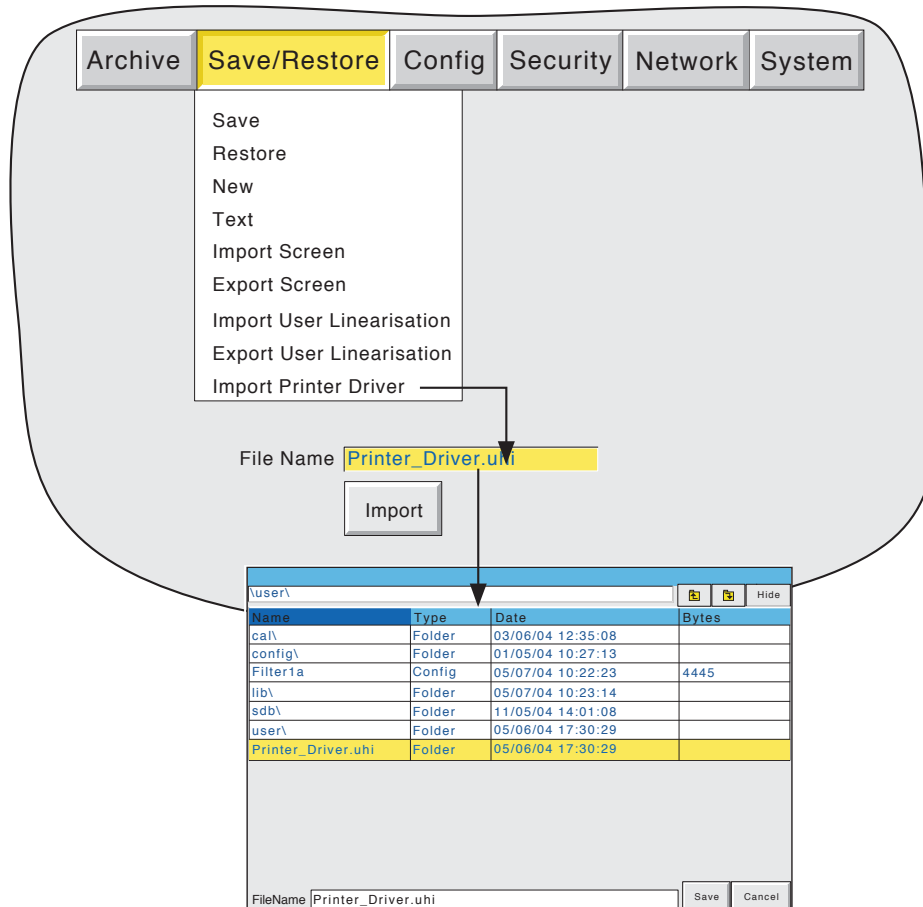 Archive Save/Restore Config Security Network System
Save
Restore
New
Text
Import Screen
Export Screen
Import User Linearisation
Export User Linearisation
Import Printer Driver
File Name Printer_Driver.uhi
Import
\user\ Hide
Name Type Date Bytes
cal\ Folder 03/06/04 12:35:08
config\ Folder 01/05/04 10:27:13
Filter1a Config 05/07/04 10:22:23 4445
lib\ Folder 05/07/04 10:23:14
sdb\ Folder 11/05/04 14:01:08
user\ Folder 05/06/04 17:30:29
Printer_Driver.uhi Folder 05/06/04 17:30:29
FileName Printer_Driver.uhi Save Cancel